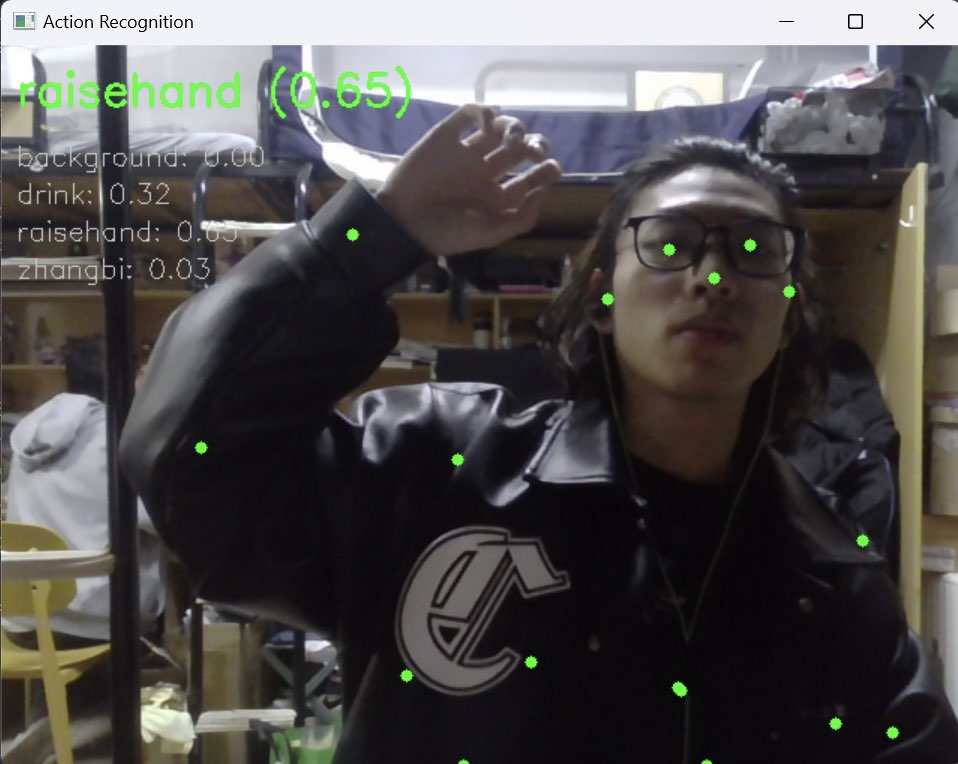 Action Recognition
raisehand (0.65)
background: 0.00
drink: 0.32
raisehand: 0.65
zhangbi: 0.03
C